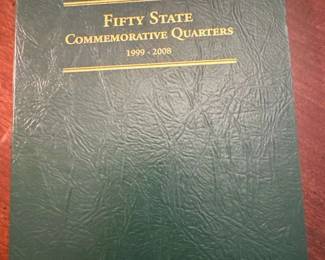 Fifty State
Commemorative Quarters
1999 - 2008